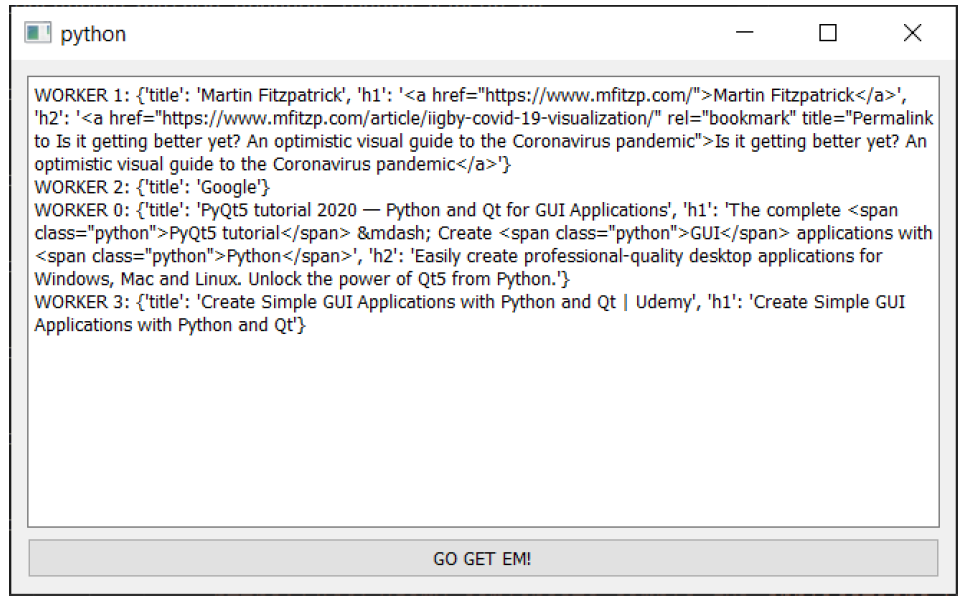 python
WORKER 1: {'title': 'Martin Fitzpatrick', 'h1': '<a href="https://www.mfitzp.com/">Martin Fitzpatrick</a>',
'h2': '<a href="https://www.mfitzp.com/article/iigby-covid-19-visualization/" rel="bookmark" title="Permalink
to Is it getting better yet? An optimistic visual guide to the Coronavirus pandemic">Is it getting better yet? An
optimistic visual guide to the Coronavirus pandemic</a>'}
WORKER 2: {'title': 'Google'}
WORKER 0: {'title': 'PyQt5 tutorial 2020 — Python and Qt for GUI Applications', 'h1': 'The complete <span
class="python">PyQt5 tutorial</span> &mdash; Create <span class="python">GUI</span> applications with
<span class="python">Python</span>', 'h2': 'Easily create professional-quality desktop applications for
Windows, Mac and Linux. Unlock the power of Qt5 from Python.'}
WORKER 3: {'title': 'Create Simple GUI Applications with Python and Qt | Udemy', 'h1': 'Create Simple GUI
Applications with Python and Qt'}
GO GET EM!